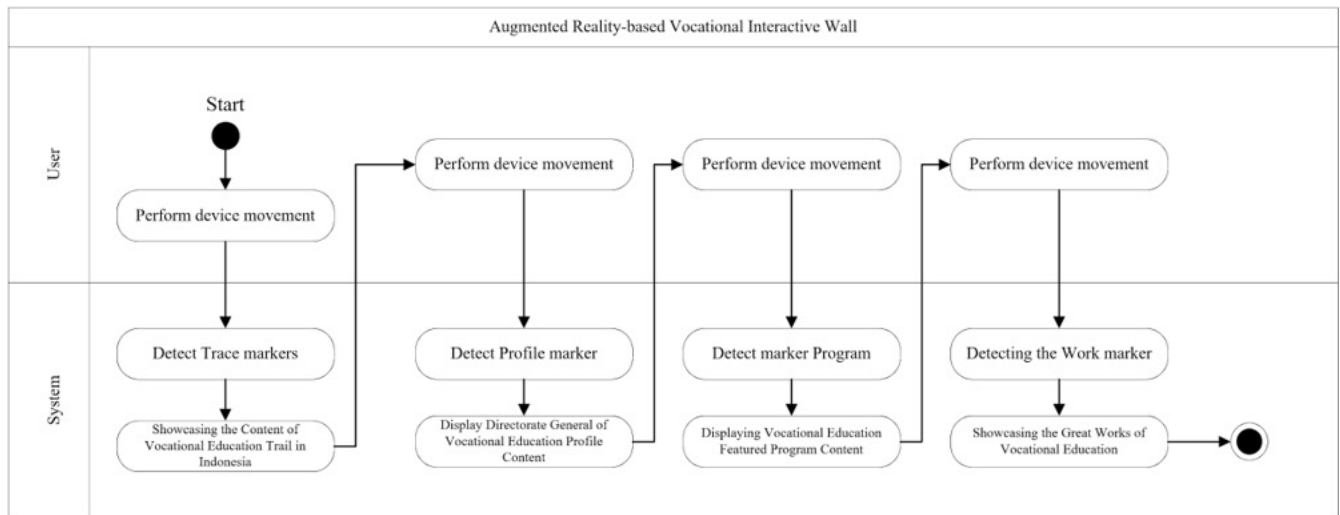 Augmented Reality-based Vocational Interactive Wall
User
Start
Perform device movement
Perform device movement
Perform device movement
Perform device movement
System
Detect Trace markers
Detect Profile marker
Detect marker Program
Detecting the Work marker
Showcasing the Content of
Vocational Education Trail in
Indonesia
Display Directorate General of
Vocational Education Profile
Content
Displaying Vocational Education
Featured Program Content
Showcasing the Great Works of
Vocational Education